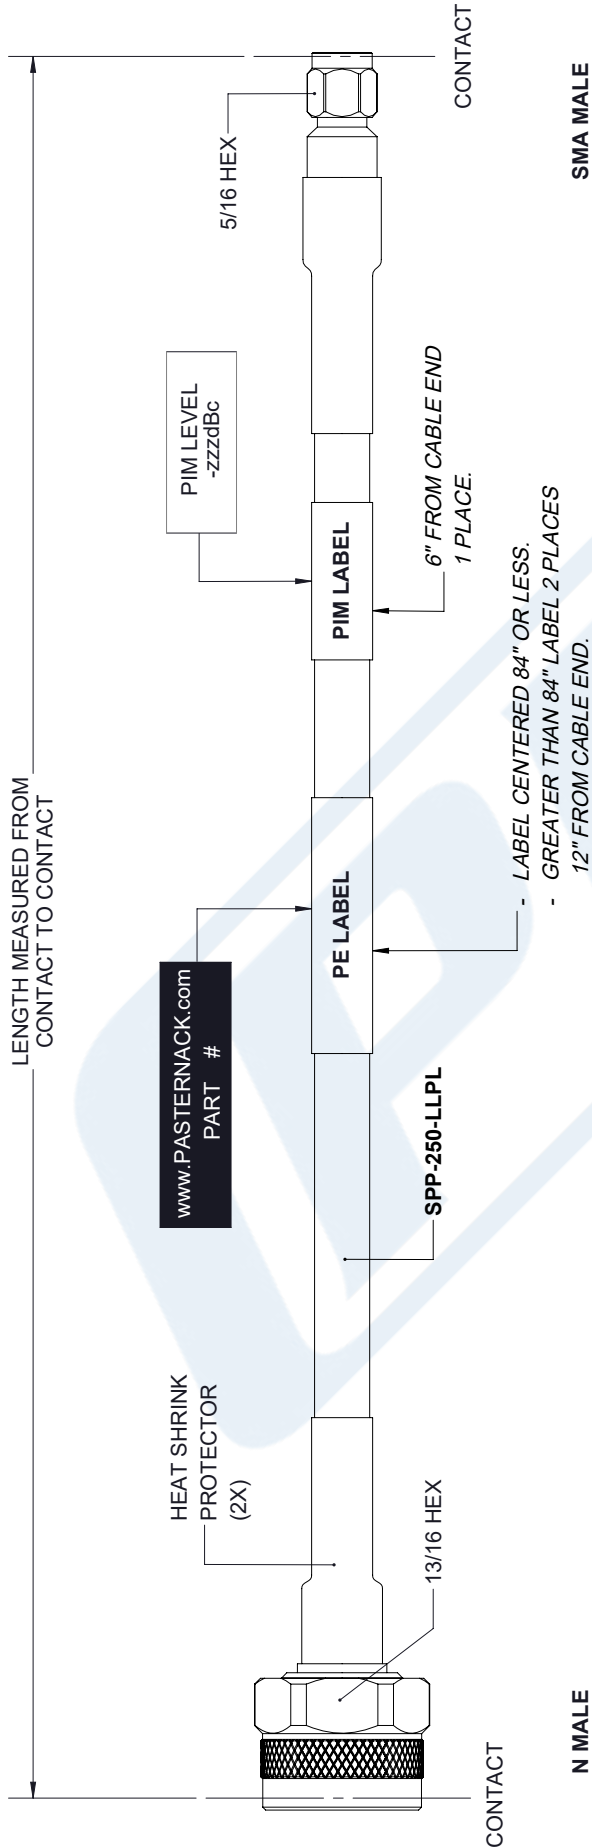 LENGTH MEASURED FROM
CONTACT TO CONTACT
HEAT SHRINK
PROTECTOR
(2X)
www.PASTERNACK.com
PART #
PIM LEVEL
-zzzdBc
5/16 HEX
PE LABEL
PIM LABEL
13/16 HEX
SPP-250-LLPL
6" FROM CABLE END
1 PLACE.
CONTACT
CONTACT
- LABEL CENTERED 84" OR LESS.
- GREATER THAN 84" LABEL 2 PLACES
12" FROM CABLE END.
N MALE
SMA MALE